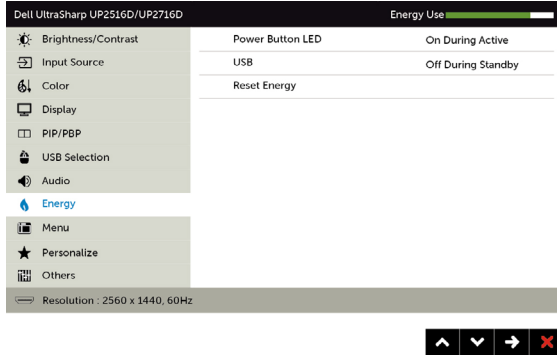 Dell UltraSharp UP2516D/UP2716D Energy Use
Brightness/Contrast Power Button LED On During Active
Input Source USB Off During Standby
Color Reset Energy
Display
PIP/PBP
USB Selection
Audio
Energy
Menu
Personalize
Others
Resolution : 2560 x 1440, 60Hz